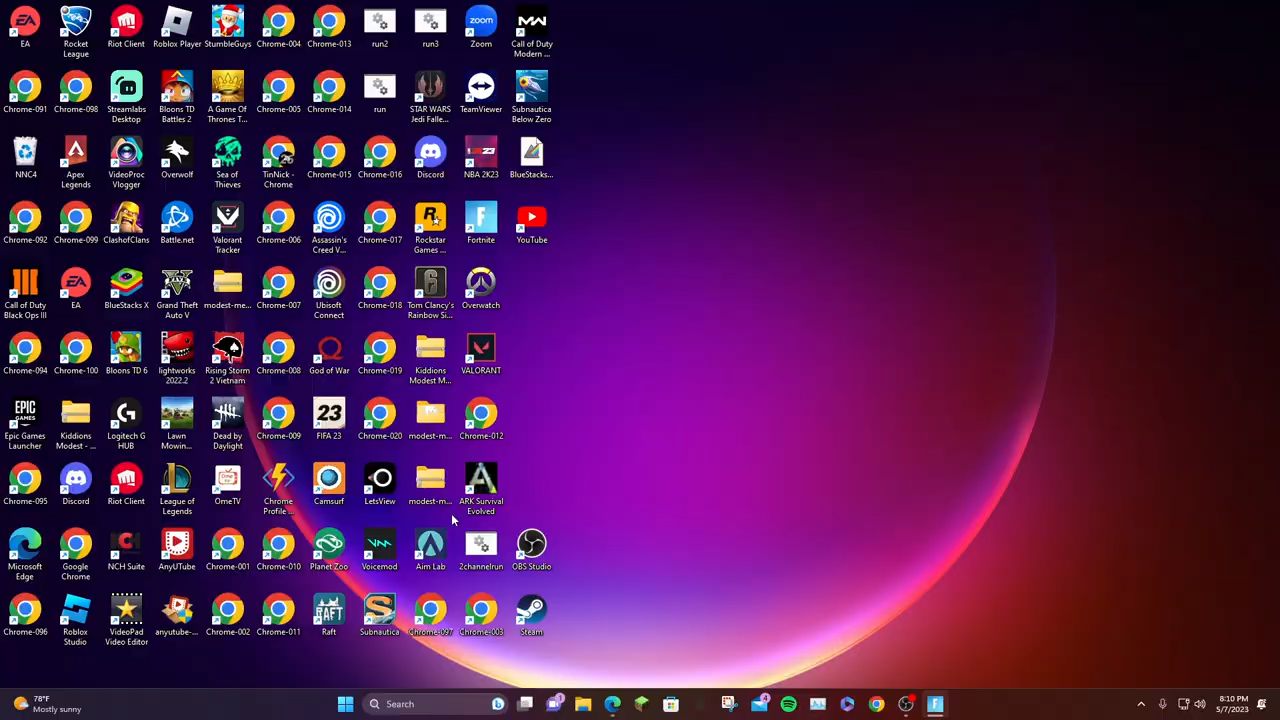 EA
Rocket
League
Riot Client
Roblox Player
StumbleGuys
Chrome-004
Chrome-013
run2
run3
zoom
Zoom
Call of Duty
Modern ...
Chrome-091
Chrome-098
Streamlabs
Desktop
Bloons TD
Battles 2
A Game Of
Thrones T...
Chrome-005
Chrome-014
run
STAR WARS
Jedi Falle...
TeamViewer
Subnautica
Below Zero
NNC4
Apex
Legends
VideoProc
Vlogger
Overwolf
Sea of
Thieves
TinNick -
Chrome
Chrome-015
Chrome-016
Discord
NBA 2K23
BlueStacks...
Chrome-092
Chrome-099
ClashofClans
Battle.net
Valorant
Tracker
Chrome-006
Assassin's
Creed V...
Chrome-017
Rockstar
Games ...
Fortnite
YouTube
Call of Duty
Black Ops III
EA
BlueStacks X
Grand Theft
Auto V
modest-me...
Chrome-007
Ubisoft
Connect
Chrome-018
Tom Clancy's
Rainbow Si...
Overwatch
Chrome-094
Chrome-100
Bloons TD 6
lightworks
2022.2
Rising Storm
2 Vietnam
Chrome-008
God of War
Chrome-019
Kiddions
Modest M...
VALORANT
EPIC
GAMES
Epic Games
Launcher
Kiddions
Modest - ...
Logitech G
HUB
Lawn
Mowin...
Dead by
Daylight
Chrome-009
23
FIFA 23
Chrome-020
modest-m...
Chrome-012
Chrome-095
Discord
Riot Client
League of
Legends
OmeTV
Chrome
Profile ...
Camsurf
LetsView
modest-m...
ARK Survival
Evolved
Microsoft
Edge
Google
Chrome
NCH Suite
AnyUTube
Chrome-001
Chrome-010
Planet Zoo
Voicemod
Aim Lab
2channelrun
OBS Studio
Chrome-096
Roblox
Studio
VideoPad
Video Editor
anyutube-...
Chrome-002
Chrome-011
RAFT
Raft
Subnautica
Chrome-097
Chrome-003
Steam
78°F
Mostly sunny
Search
1
4
8:10 PM
5/7/2023